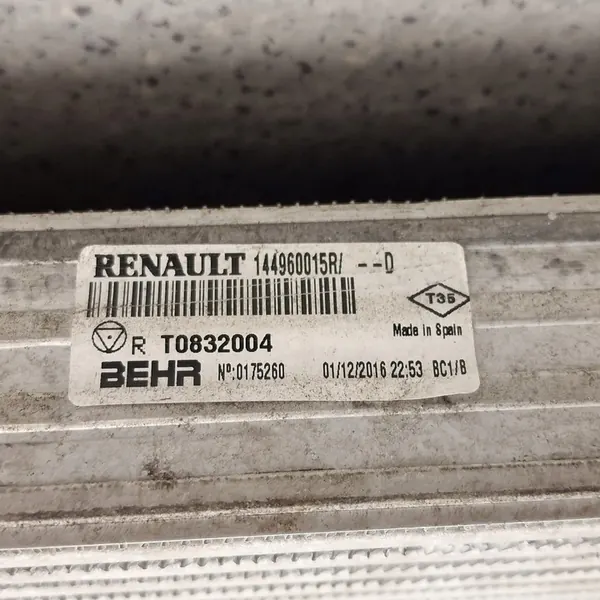 RENAULT 144960015R/ --D
T35
Made in Spain
R T0832004
BEHR Nº:0175260 01/12/2016 22:53 BC1/B